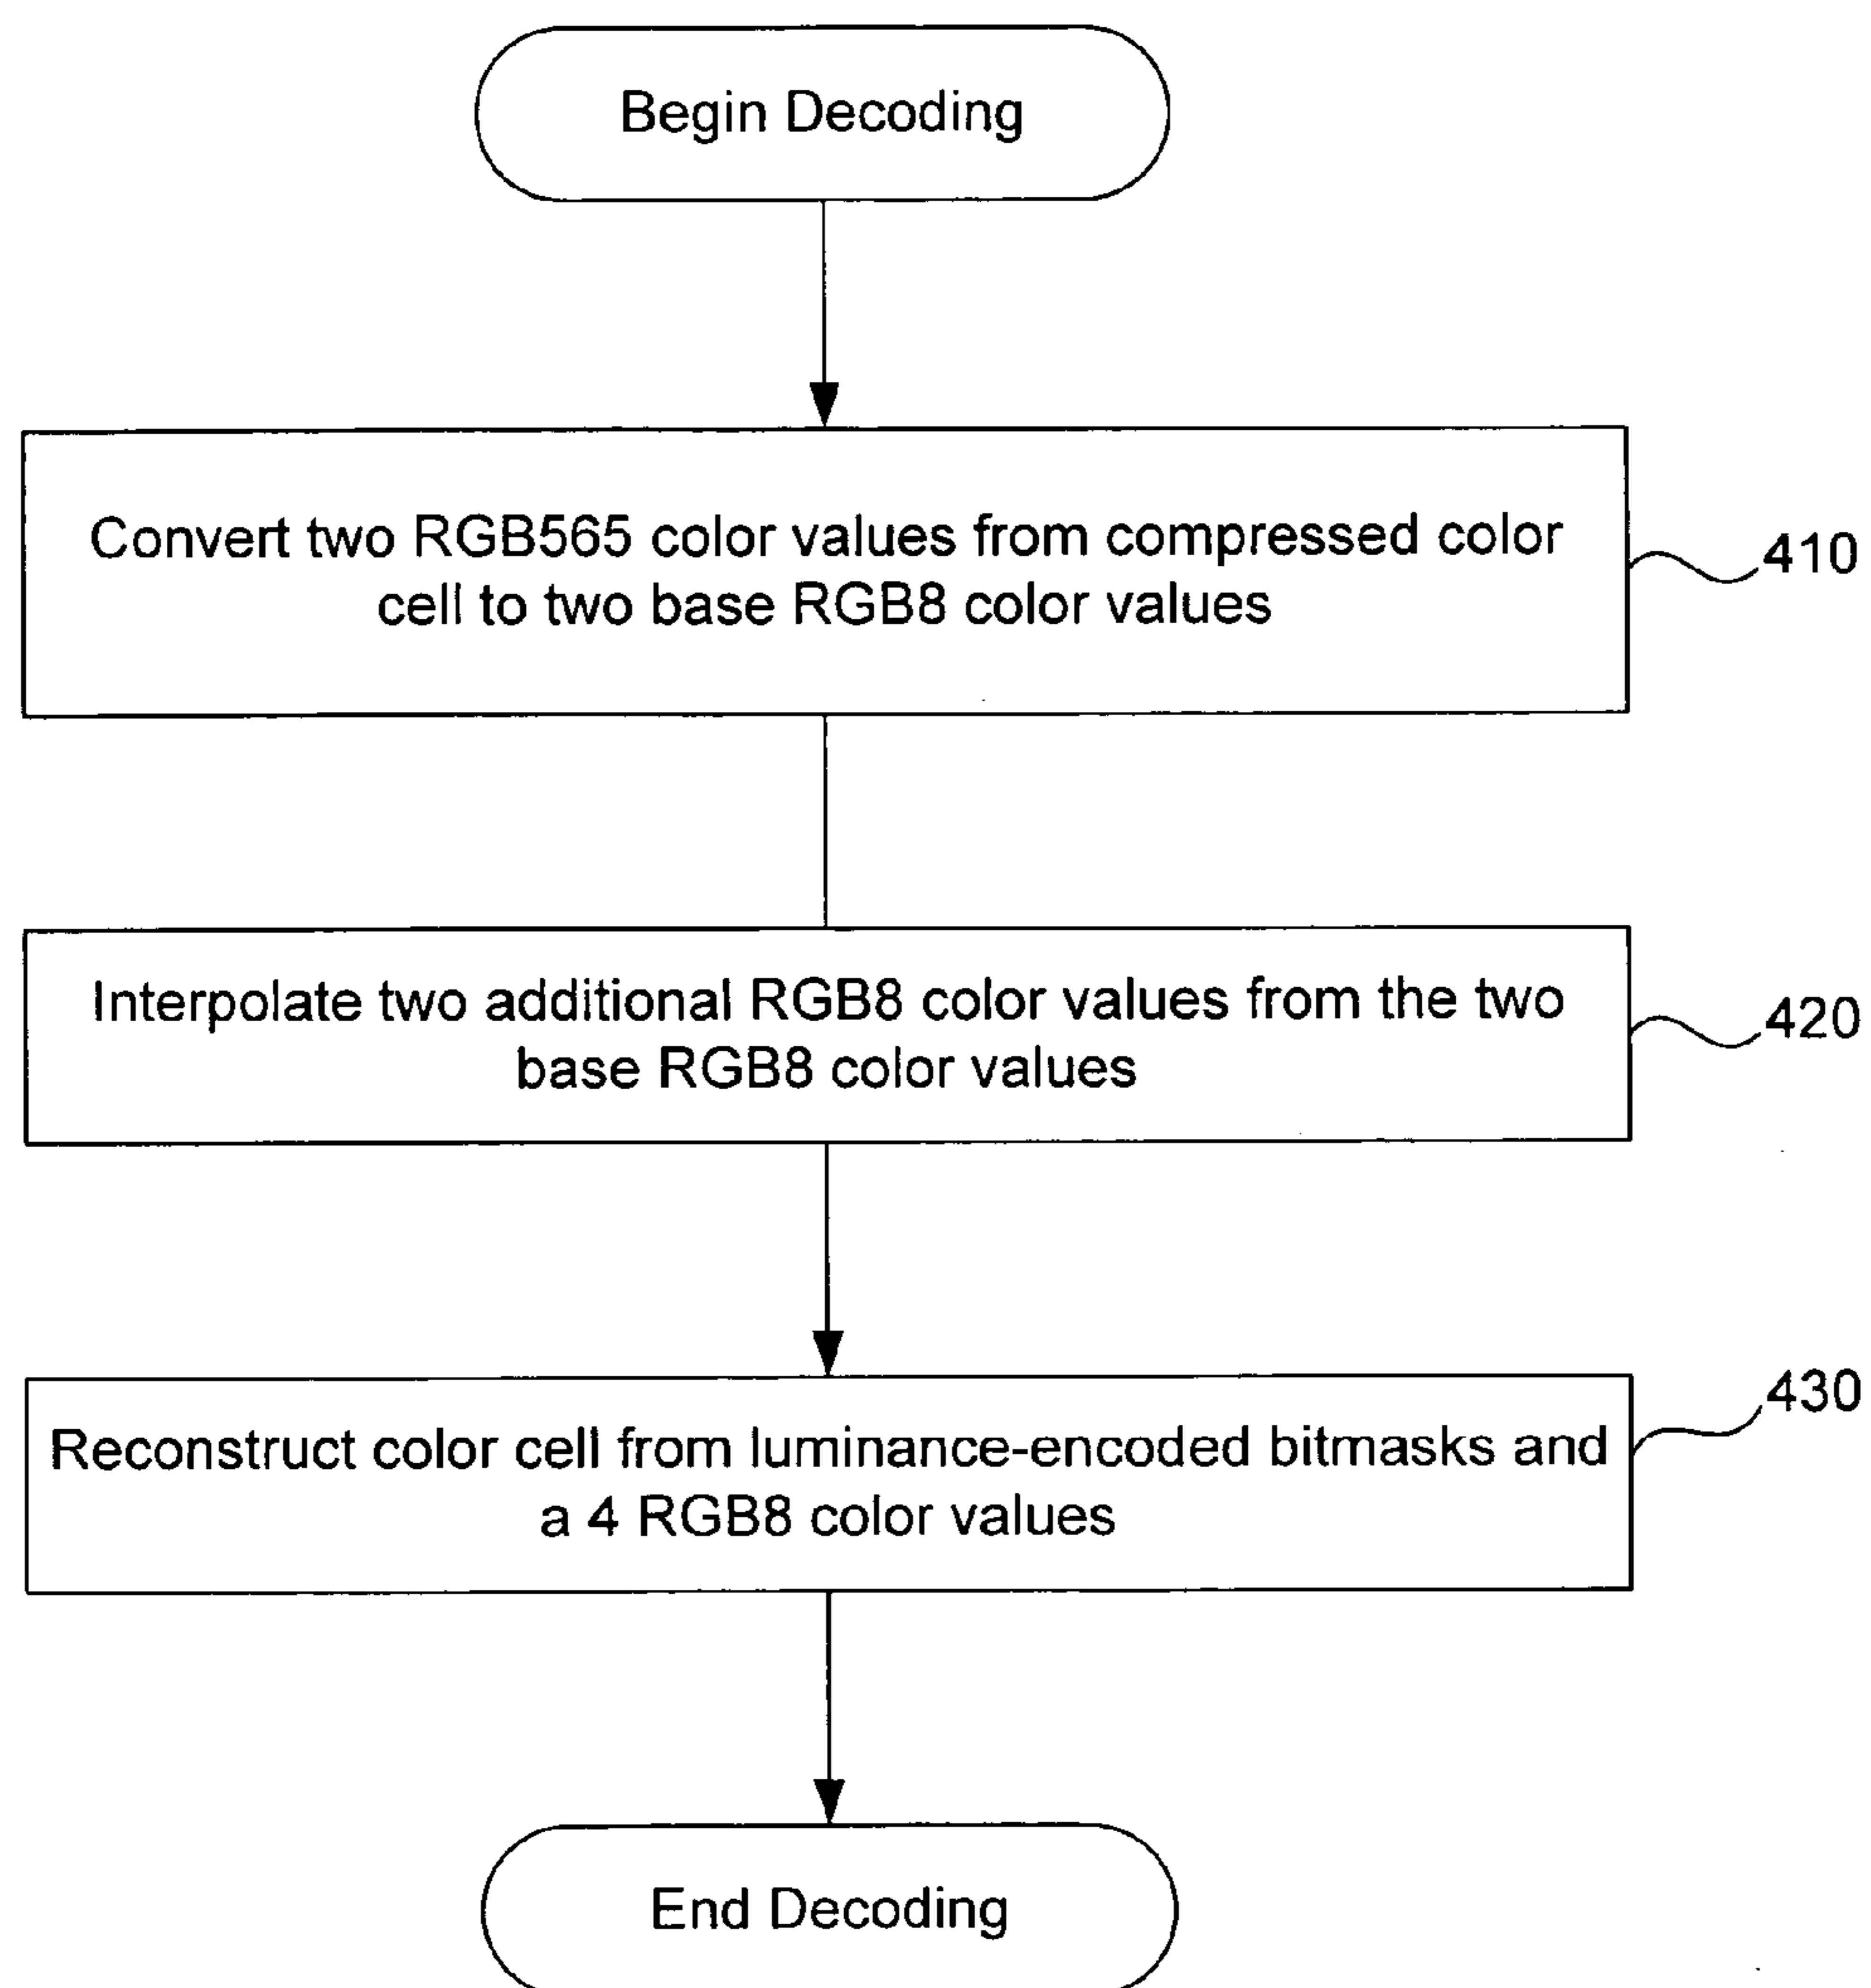 Begin Decoding
Convert two RGB565 color values from compressed color
cell to two base RGB8 color values
410
Interpolate two additional RGB8 color values from the two
base RGB8 color values
420
Reconstruct color cell from luminance-encoded bitmasks and
a 4 RGB8 color values
430
End Decoding